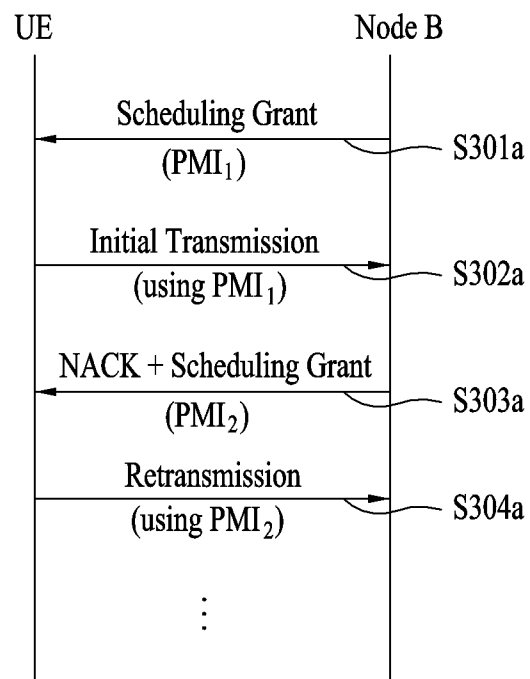 UE
Node B
Scheduling Grant
(PMI₁)
S301a
Initial Transmission
(using PMI₁)
S302a
NACK + Scheduling Grant
(PMI₂)
S303a
Retransmission
(using PMI₂)
S304a
⋮